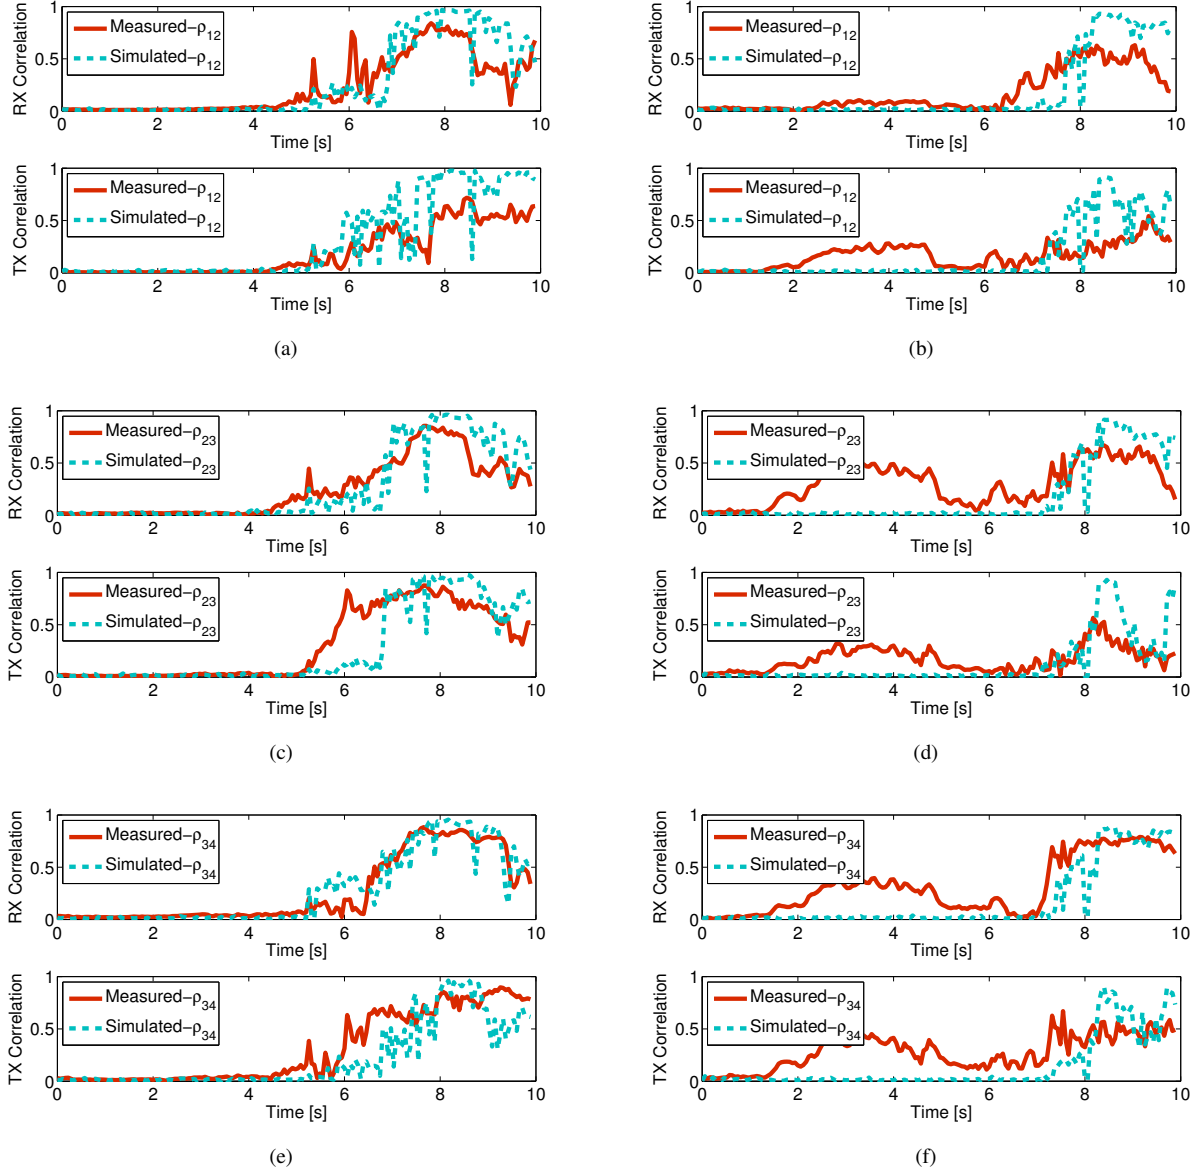 RX Correlation
1
0.5
0
Measured-ρ12
Simulated-ρ12
0 2 4 6 8 10
Time [s]
TX Correlation
1
0.5
0
Measured-ρ12
Simulated-ρ12
0 2 4 6 8 10
Time [s]
(a)
RX Correlation
1
0.5
0
Measured-ρ12
Simulated-ρ12
0 2 4 6 8 10
Time [s]
TX Correlation
1
0.5
0
Measured-ρ12
Simulated-ρ12
0 2 4 6 8 10
Time [s]
(b)
RX Correlation
1
0.5
0
Measured-ρ23
Simulated-ρ23
0 2 4 6 8 10
Time [s]
TX Correlation
1
0.5
0
Measured-ρ23
Simulated-ρ23
0 2 4 6 8 10
Time [s]
(c)
RX Correlation
1
0.5
0
Measured-ρ23
Simulated-ρ23
0 2 4 6 8 10
Time [s]
TX Correlation
1
0.5
0
Measured-ρ23
Simulated-ρ23
0 2 4 6 8 10
Time [s]
(d)
RX Correlation
1
0.5
0
Measured-ρ34
Simulated-ρ34
0 2 4 6 8 10
Time [s]
TX Correlation
1
0.5
0
Measured-ρ34
Simulated-ρ34
0 2 4 6 8 10
Time [s]
(e)
RX Correlation
1
0.5
0
Measured-ρ34
Simulated-ρ34
0 2 4 6 8 10
Time [s]
TX Correlation
1
0.5
0
Measured-ρ34
Simulated-ρ34
0 2 4 6 8 10
Time [s]
(f)